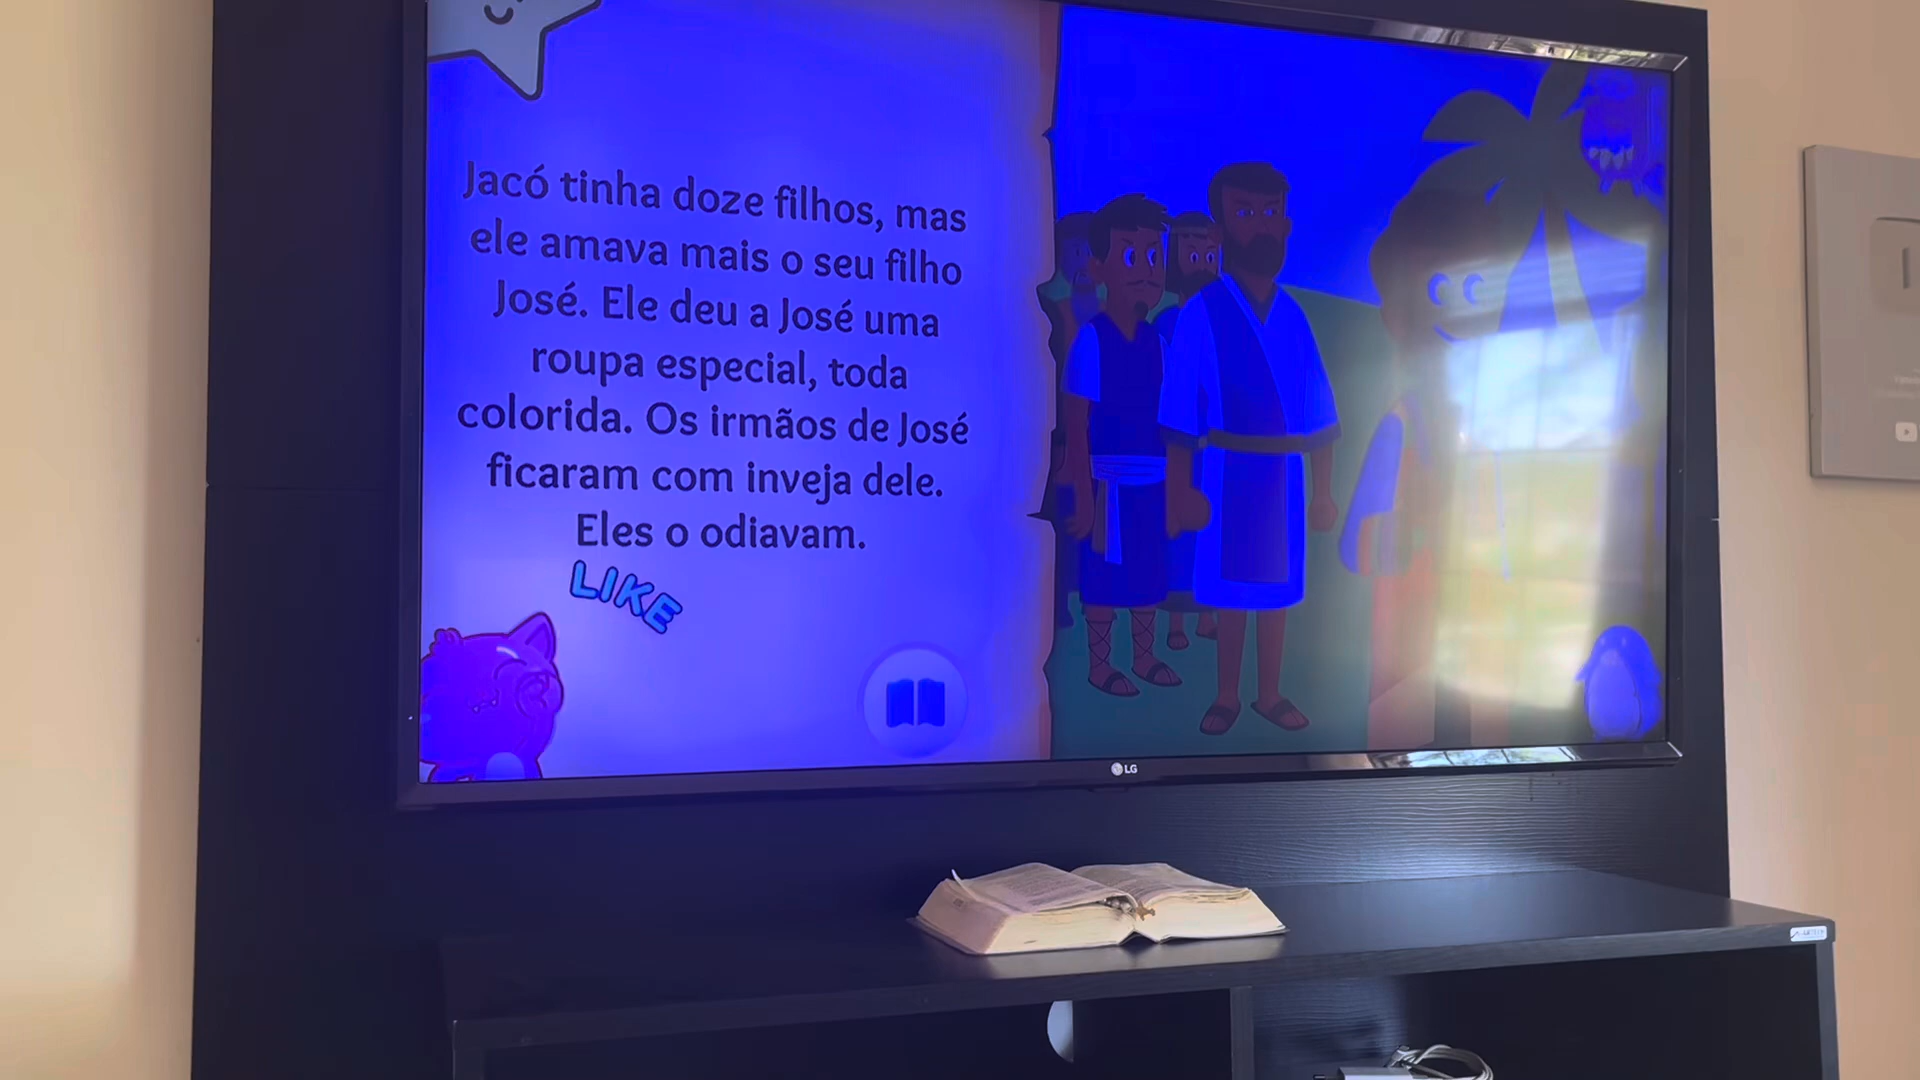 Jacó tinha doze filhos, mas
ele amava mais o seu filho
José. Ele deu a José uma
roupa especial, toda
colorida. Os irmãos de José
ficaram com inveja dele.
Eles o odiavam.
LIKE
LG